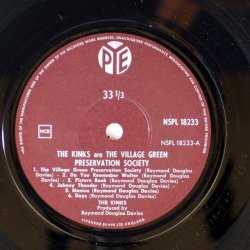 PYE
33 1/3
NSPL 18233
NCB
NSPL 18233-A
THE KINKS are THE VILLAGE GREEN
PRESERVATION SOCIETY
1. The Village Green Preservation Society (Raymond Douglas
Davies) - 2. Do You Remember Walter (Raymond Douglas
Davies) - 3. Picture Book (Raymond Douglas Davies)
4. Johnny Thunder (Raymond Douglas Davies)
5. Monica (Raymond Douglas Davies)
6. Days (Raymond Douglas Davies)
THE KINKS
Produced by
Raymond Douglas Davies